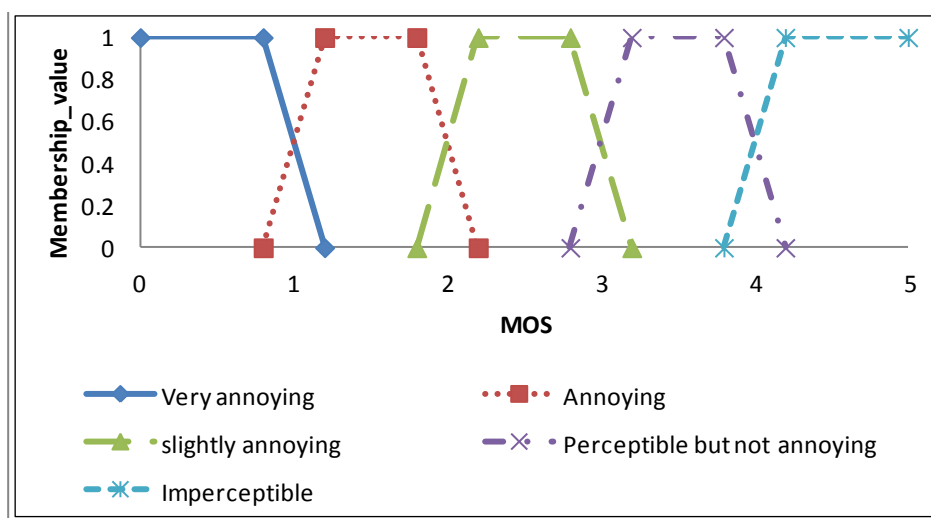 Membership_value
1
0.8
0.6
0.4
0.2
0
0 1 2 3 4 5
MOS
Very annoying Annoying
slightly annoying Perceptible but not annoying
Imperceptible